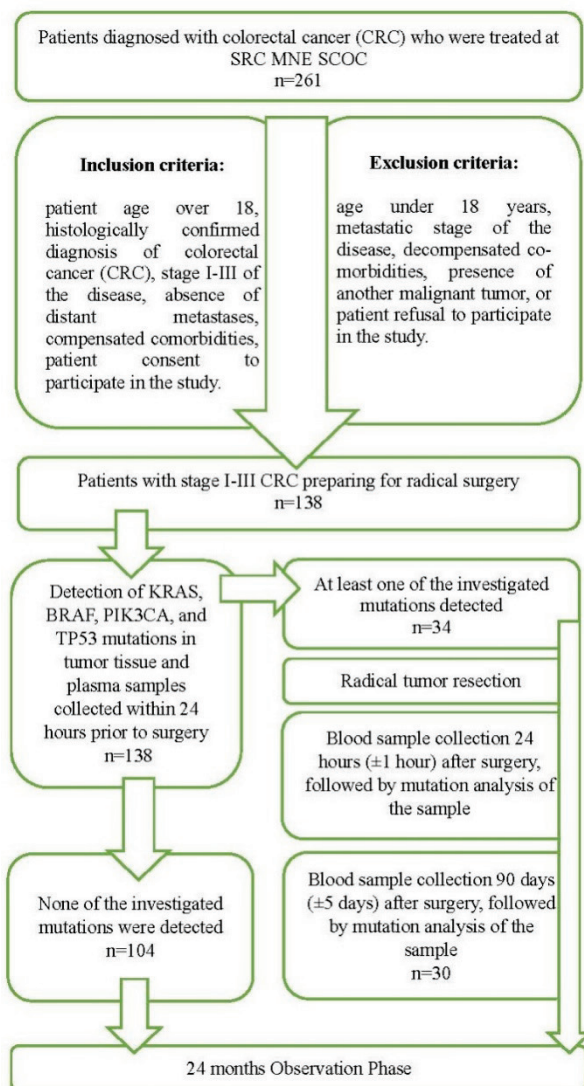 Patients diagnosed with colorectal cancer (CRC) who were treated at
SRC MNE SCOC
n=261
Inclusion criteria:
patient age over 18,
histologically confirmed
diagnosis of colorectal
cancer (CRC), stage I-III of
the disease, absence of
distant metastases,
compensated comorbidities,
patient consent to
participate in the study.
Exclusion criteria:
age under 18 years,
metastatic stage of the
disease, decompensated co-
morbidities, presence of
another malignant tumor, or
patient refusal to participate
in the study.
Patients with stage I-III CRC preparing for radical surgery
n=138
Detection of KRAS,
BRAF, PIK3CA, and
TP53 mutations in
tumor tissue and
plasma samples
collected within 24
hours prior to surgery
n=138
At least one of the investigated
mutations detected
n=34
Radical tumor resection
Blood sample collection 24
hours (±1 hour) after surgery,
followed by mutation analysis of
the sample
Blood sample collection 90 days
(±5 days) after surgery, followed
by mutation analysis of the
sample
n=30
None of the investigated
mutations were detected
n=104
24 months Observation Phase